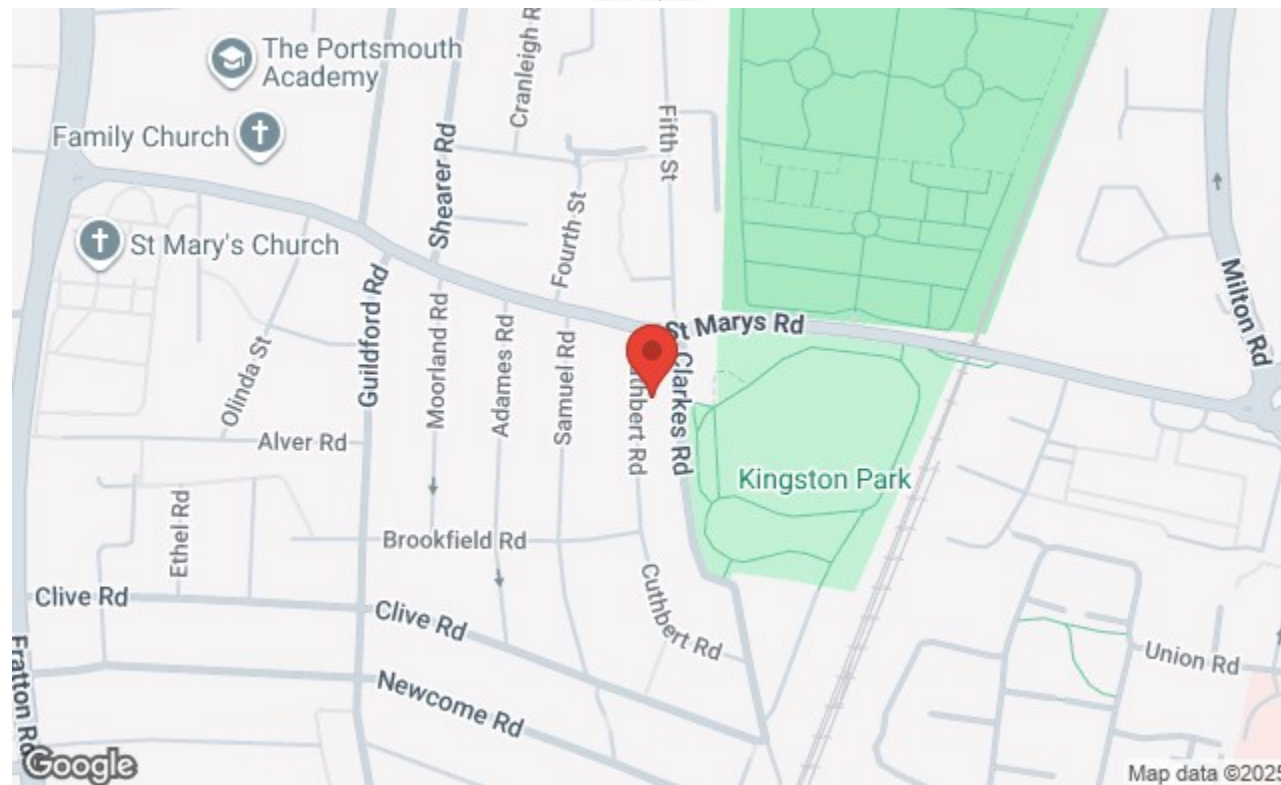 The Portsmouth
Academy
Family Church
St Mary's Church
Cranleigh R
Shearer Rd
Fifth St
Fourth St
Milton Rd
St Marys Rd
Guildford Rd
Olinda St
Moorland Rd
Adames Rd
Samuel Rd
uthbert Rd
Clarkes Rd
Alver Rd
Kingston Park
Ethel Rd
Brookfield Rd
Clive Rd
Clive Rd
Cuthbert Rd
Union Rd
Fratton Rd
Newcome Rd
Google
Map data ©2025